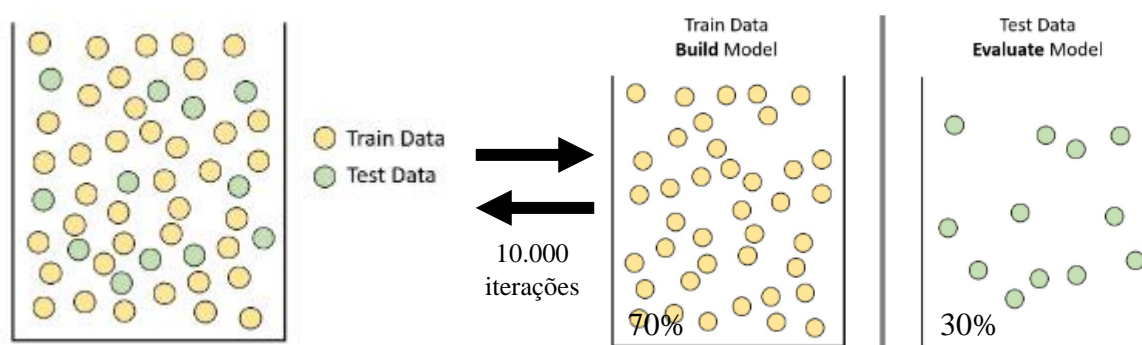 Train Data
Test Data
10.000
iterações
Train Data
Build Model
70%
Test Data
Evaluate Model
30%